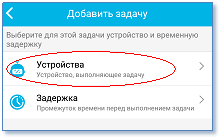 Добавить задачу
Выберите для этой задачи устройство и временную
задержку
Устройства
Устройство, выполняющее задачу
Задержка
Промежуток времени перед выполнением задачи